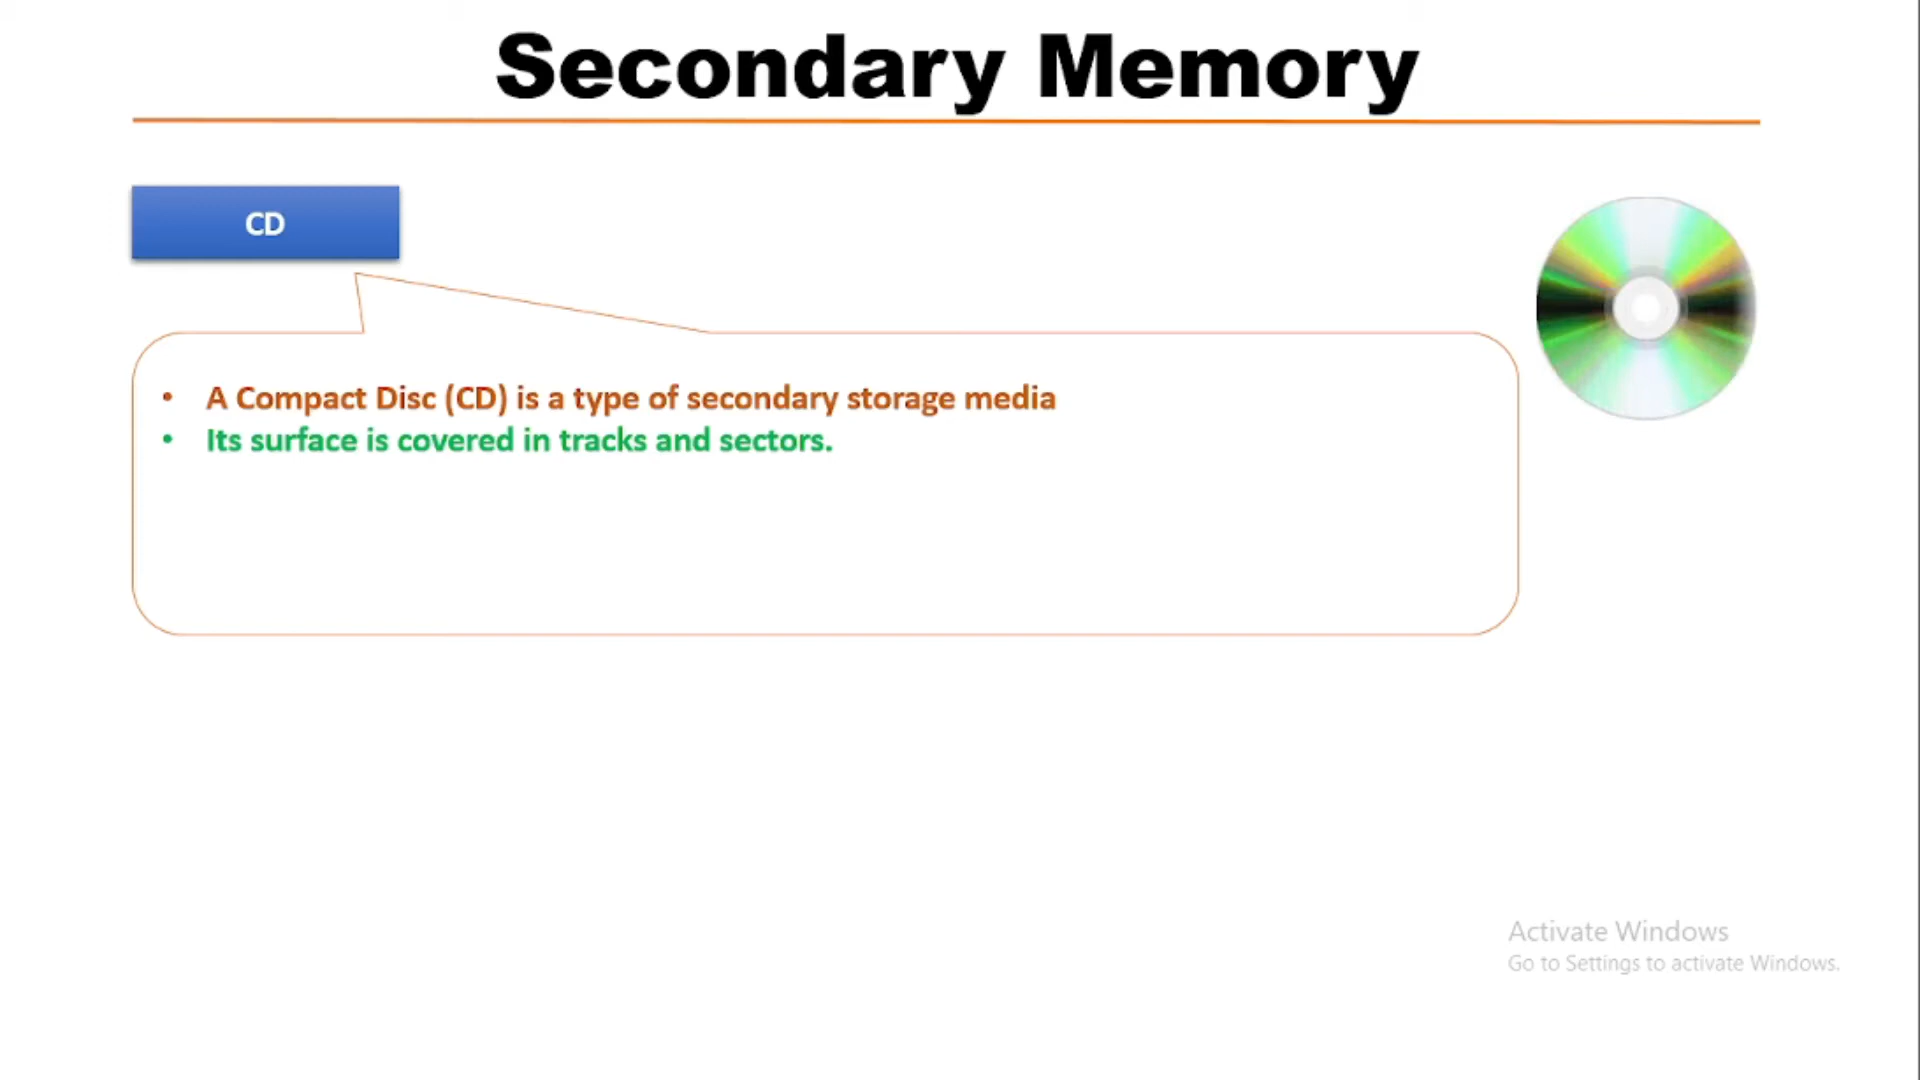 Secondary Memory
CD
• A Compact Disc (CD) is a type of secondary storage media
• Its surface is covered in tracks and sectors.
Activate Windows
Go to Settings to activate Windows.